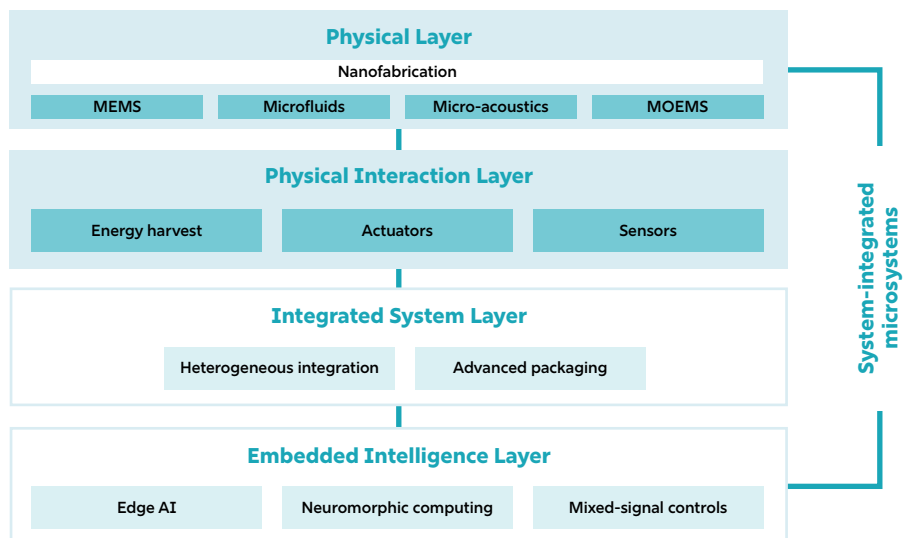 Physical Layer
Nanofabrication
MEMS
Microfluids
Micro-acoustics
MOEMS
Physical Interaction Layer
Energy harvest
Actuators
Sensors
Integrated System Layer
Heterogeneous integration
Advanced packaging
Embedded Intelligence Layer
Edge AI
Neuromorphic computing
Mixed-signal controls
System-integrated
microsystems